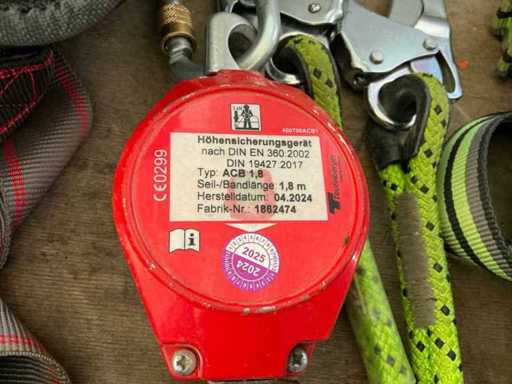 400700ACB1
Höhensicherungsgerät
nach DIN EN 360:2002
DIN 19427:2017
Typ: ACB 1,8
Seil-/Bandlänge: 1,8 m
Herstelldatum: 04.2024
Fabrik-Nr.: 1862474
CE0299
2025
2024